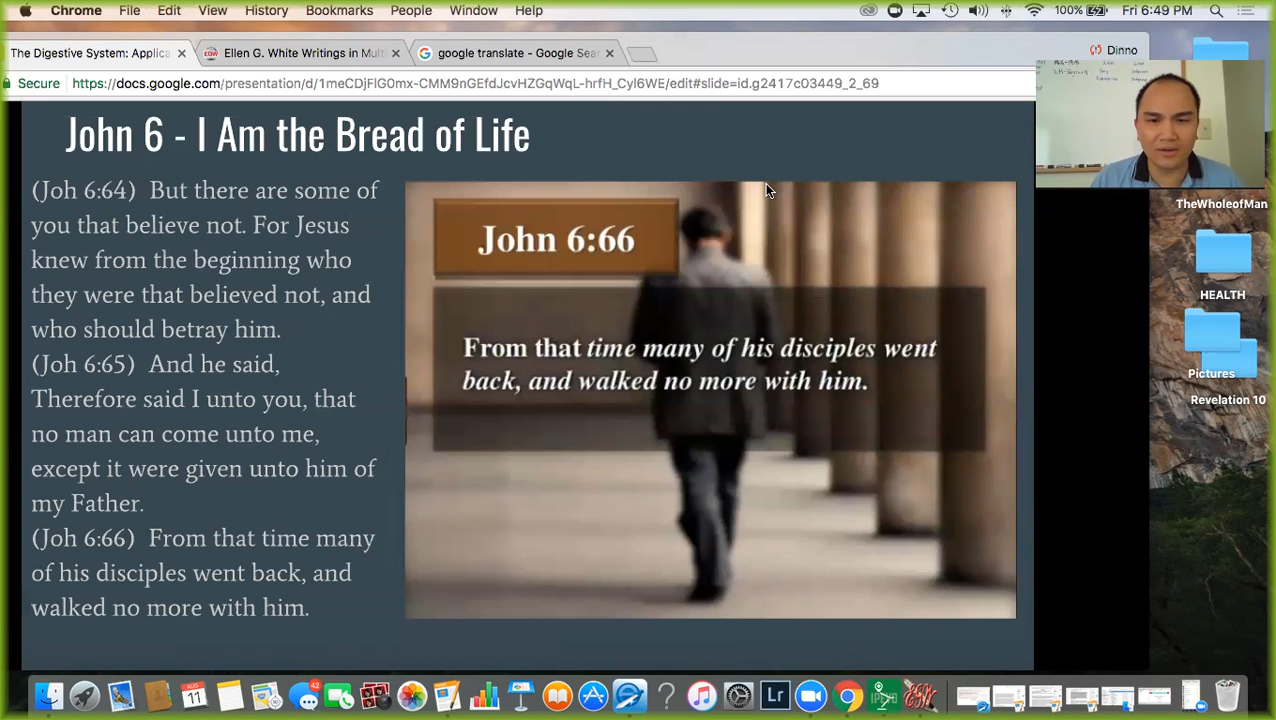 Chrome File Edit View History Bookmarks People Window Help 100% Fri 6:49 PM
The Digestive System: Applica Ellen G. White Writings in Mult google translate - Google Sear Dinno
Secure https://docs.google.com/presentation/d/1meCDjFlG0nx-CMM9nGEfdJcvHZGqWqL-hrfH_Cyl6WE/edit#slide=id.g2417c03449_2_69
John 6 - I Am the Bread of Life
(Joh 6:64) But there are some of
you that believe not. For Jesus
knew from the beginning who
they were that believed not, and
who should betray him.
(Joh 6:65) And he said,
Therefore said I unto you, that
no man can come unto me,
except it were given unto him of
my Father.
(Joh 6:66) From that time many
of his disciples went back, and
walked no more with him.
John 6:66
From that time many of his disciples went
back, and walked no more with him.
TheWholeofMan
HEALTH
Pictures
Revelation 10
AUG
11
42
Lr